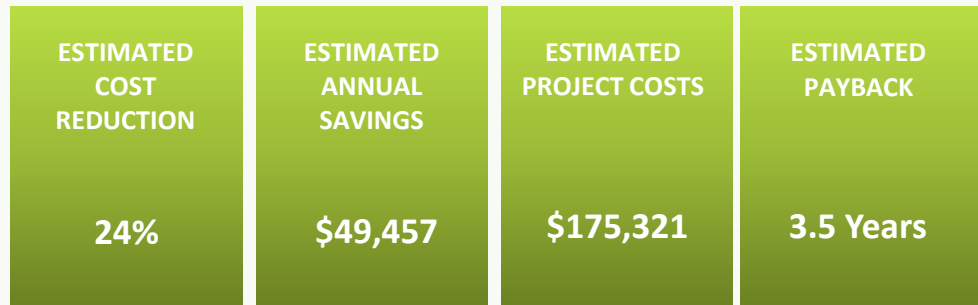 ESTIMATED
COST
REDUCTION
24%
ESTIMATED
ANNUAL
SAVINGS
$49,457
ESTIMATED
PROJECT COSTS
$175,321
ESTIMATED
PAYBACK
3.5 Years